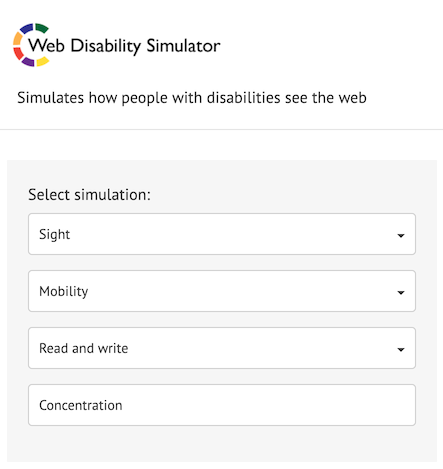 Web Disability Simulator
Simulates how people with disabilities see the web
Select simulation:
Sight
Mobility
Read and write
Concentration